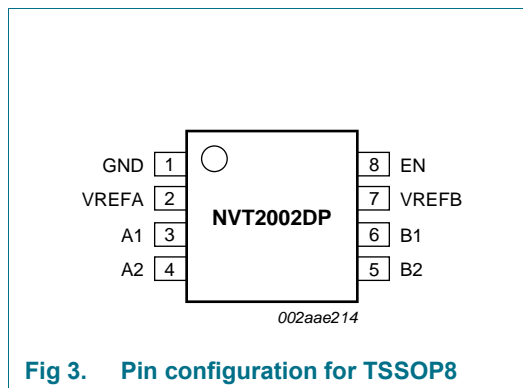 GND 1 8 EN
VREFA 2 7 VREFB
NVT2002DP
A1 3 6 B1
A2 4 5 B2
002aae214
Fig 3. Pin configuration for TSSOP8